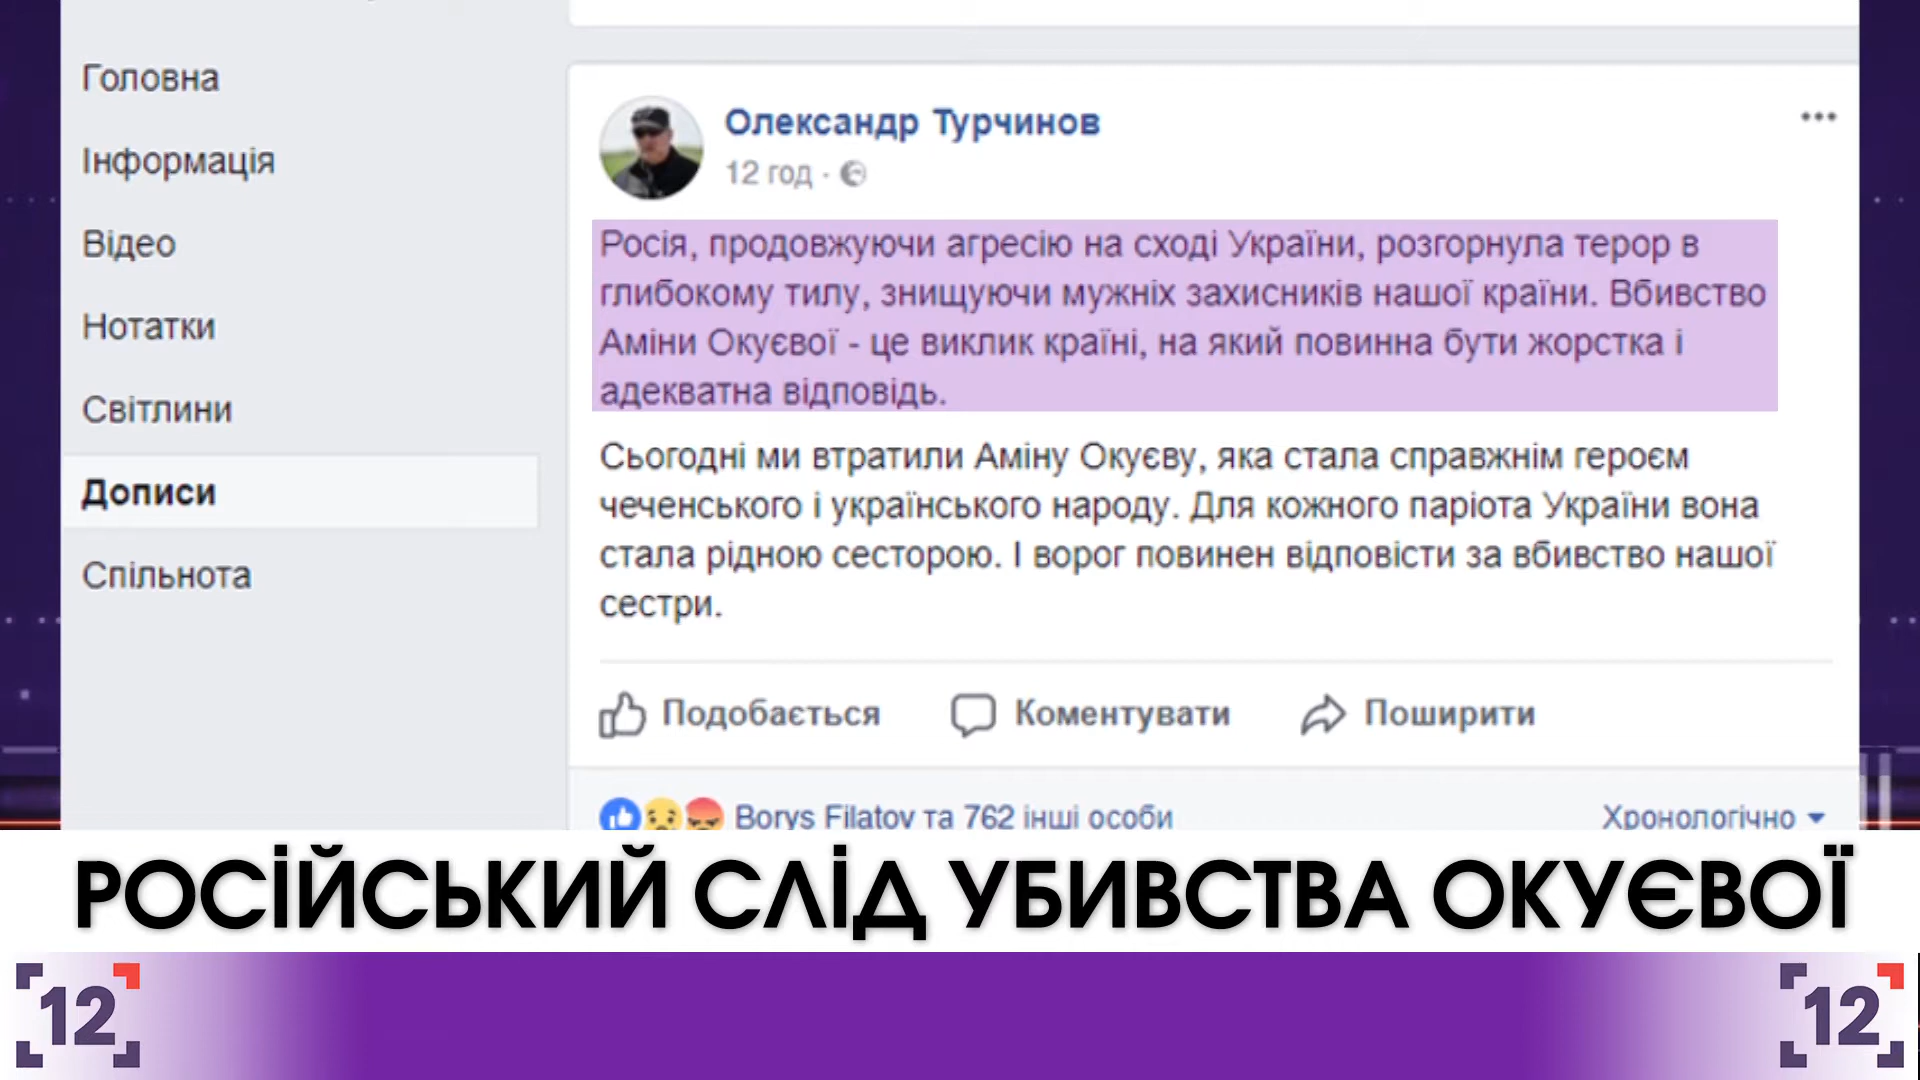 Головна
Інформація
Відео
Нотатки
Світлини
Дописи
Спільнота
Олександр Турчинов
12 год ·
Росія, продовжуючи агресію на сході України, розгорнула терор в
глибокому тилу, знищуючи мужніх захисників нашої країни. Вбивство
Аміни Окуєвої - це виклик країні, на який повинна бути жорстка і
адекватна відповідь.
Сьогодні ми втратили Аміну Окуєву, яка стала справжнім героєм
чеченського і українського народу. Для кожного паріота України вона
стала рідною сесторою. І ворог повинен відповісти за вбивство нашої
сестри.
Подобається Коментувати Поширити
Borys Filatov та 762 інші особи Хронологічно
РОСІЙСЬКИЙ СЛІД УБИВСТВА ОКУЄВОЇ
12 12